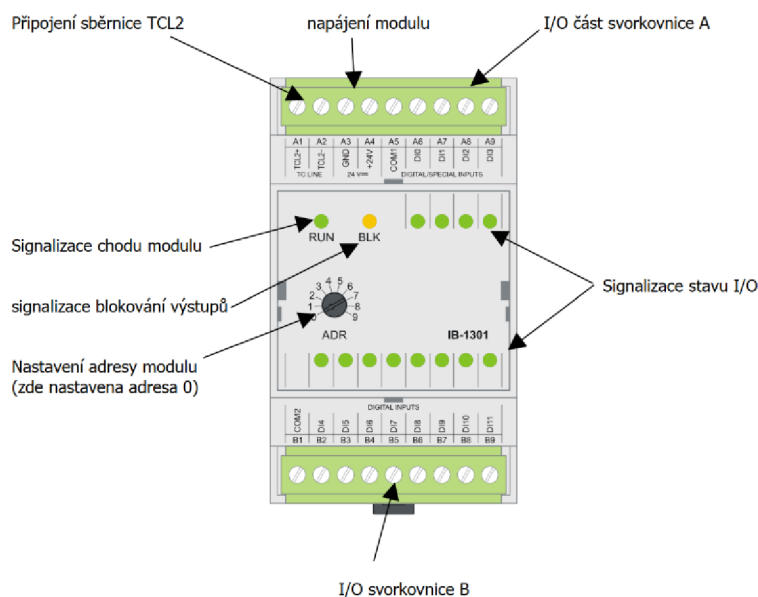 Připojení sběrnice TCL2
napájení modulu
I/O část svorkovnice A
A1 A2 A3 A4 A5 A6 A7 A8 A9
TCL2+ TCL2- GND +24V COM1 DI0 DI1 DI2 DI3
TC LINE 24 V DIGITAL/SPECIAL INPUTS
Signalizace chodu modulu
RUN BLK
Signalizace stavu I/O
signalizace blokování výstupů
0 1 2 3 4 5 6 7 8 9
ADR IB-1301
Nastavení adresy modulu
(zde nastavena adresa 0)
DIGITAL INPUTS
COM2 DI4 DI5 DI6 DI7 DI8 DI9 DI10 DI11
B1 B2 B3 B4 B5 B6 B7 B8 B9
I/O svorkovnice B